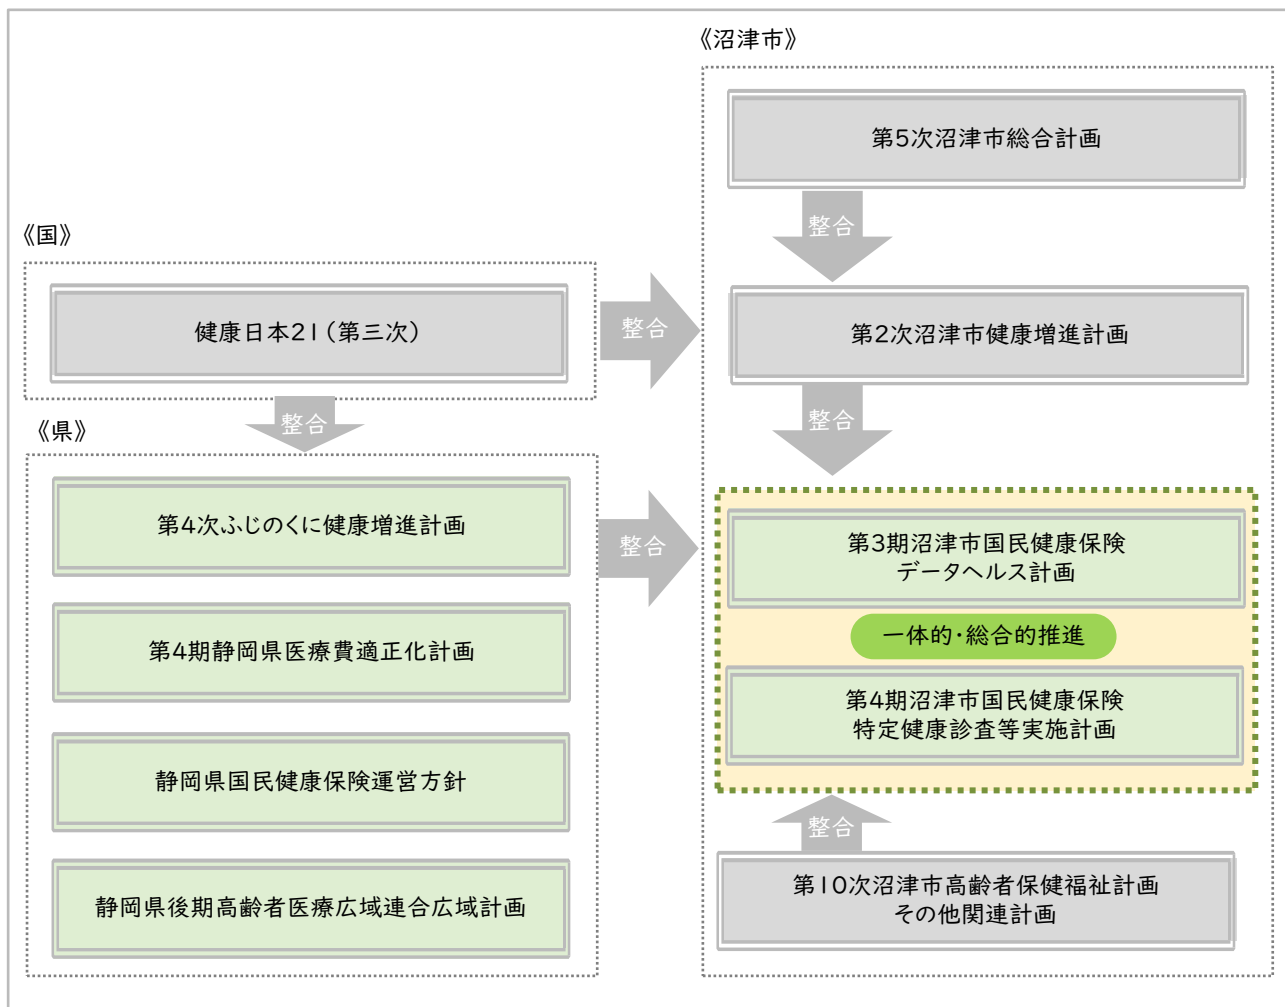 《国》
健康日本21（第三次）
整合
整合
《県》
第4次ふじのくに健康増進計画
第4期静岡県医療費適正化計画
静岡県国民健康保険運営方針
静岡県後期高齢者医療広域連合広域計画
整合
《沼津市》
第5次沼津市総合計画
整合
第2次沼津市健康増進計画
整合
第3期沼津市国民健康保険
データヘルス計画
一体的・総合的推進
第4期沼津市国民健康保険
特定健康診査等実施計画
整合
第10次沼津市高齢者保健福祉計画
その他関連計画